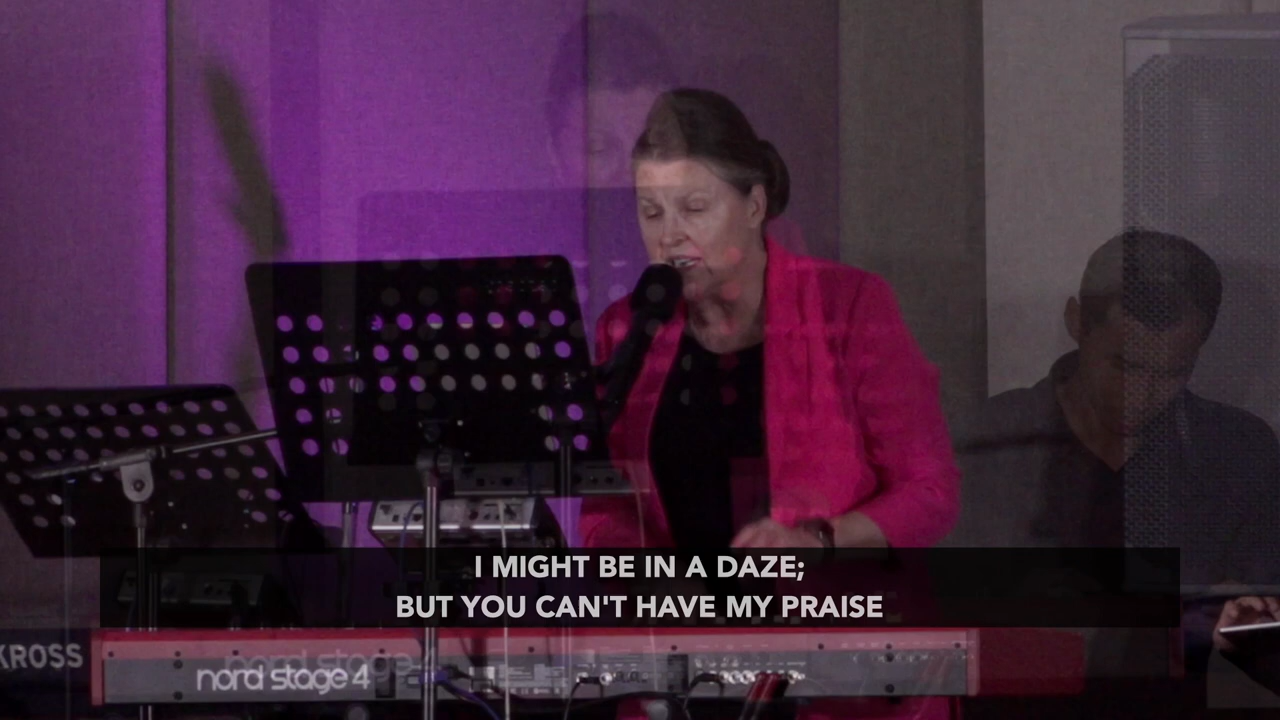 I MIGHT BE IN A DAZE;
BUT YOU CAN'T HAVE MY PRAISE
KROSS
nord stage 4